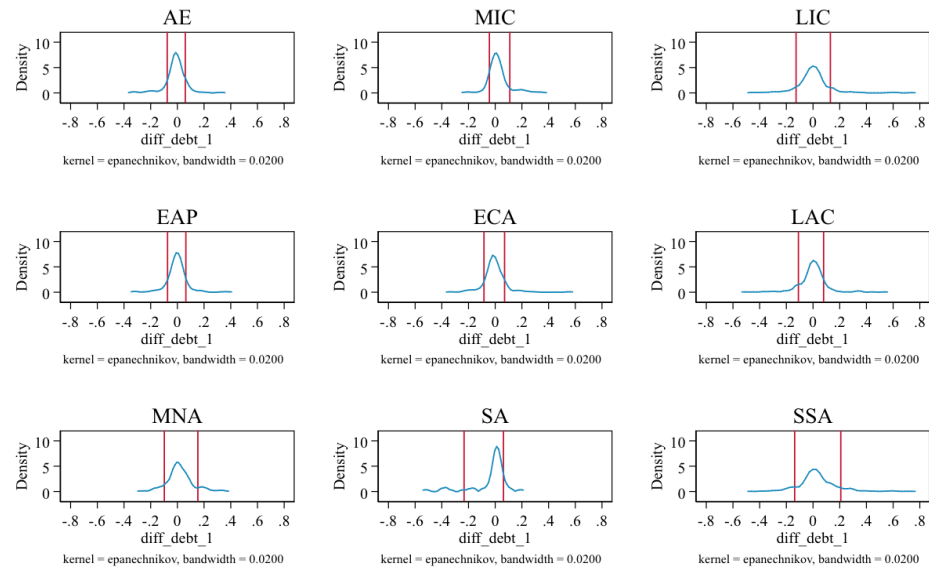 AE MIC LIC
Density 10 5 0 Density 10 5 0 Density 10 5 0
-.8 -.6 -.4 -.2 0 .2 .4 .6 .8 -.8 -.6 -.4 -.2 0 .2 .4 .6 .8 -.8 -.6 -.4 -.2 0 .2 .4 .6 .8
diff_debt_1 diff_debt_1 diff_debt_1
kernel = epanechnikov, bandwidth = 0.0200 kernel = epanechnikov, bandwidth = 0.0200 kernel = epanechnikov, bandwidth = 0.0200
EAP ECA LAC
Density 10 5 0 Density 10 5 0 Density 10 5 0
-.8 -.6 -.4 -.2 0 .2 .4 .6 .8 -.8 -.6 -.4 -.2 0 .2 .4 .6 .8 -.8 -.6 -.4 -.2 0 .2 .4 .6 .8
diff_debt_1 diff_debt_1 diff_debt_1
kernel = epanechnikov, bandwidth = 0.0200 kernel = epanechnikov, bandwidth = 0.0200 kernel = epanechnikov, bandwidth = 0.0200
MNA SA SSA
Density 10 5 0 Density 10 5 0 Density 10 5 0
-.8 -.6 -.4 -.2 0 .2 .4 .6 .8 -.8 -.6 -.4 -.2 0 .2 .4 .6 .8 -.8 -.6 -.4 -.2 0 .2 .4 .6 .8
diff_debt_1 diff_debt_1 diff_debt_1
kernel = epanechnikov, bandwidth = 0.0200 kernel = epanechnikov, bandwidth = 0.0200 kernel = epanechnikov, bandwidth = 0.0200